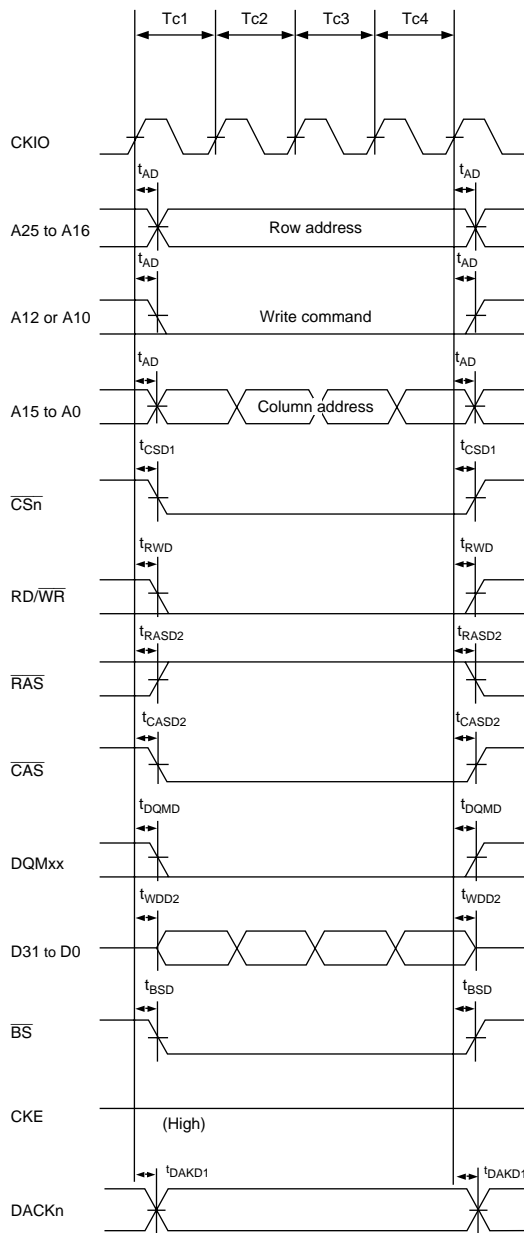 Tc1 Tc2 Tc3 Tc4
CKIO
tAD tAD
A25 to A16 Row address
tAD tAD
A12 or A10 Write command
tAD tAD
A15 to A0 Column address
tCSD1 tCSD1
CSn
tRWD tRWD
RD/WR
tRASD2 tRASD2
RAS
tCASD2 tCASD2
CAS
tDQMD tDQMD
DQMxx
tWDD2 tWDD2
D31 to D0
tBSD tBSD
BS
CKE (High)
tDAKD1 tDAKD1
DACKn